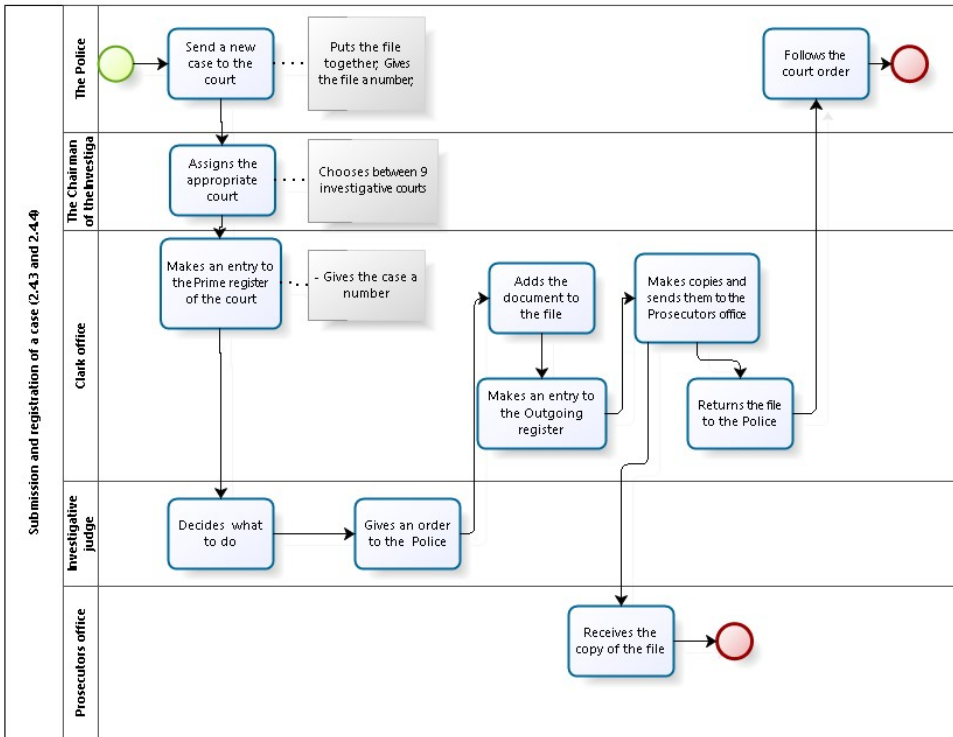 Submission and registration of a case (2.4.3 and 2.4.4)
The Police
Send a new
case to the
court
Puts the file
together; Gives
the file a number;
Follows the
court order
The Chairman
of the Investiga
Assigns the
appropriate
court
Chooses between 9
investigative courts
Clark office
Makes an entry to
the Prime register
of the court
- Gives the case a
number
Adds the
document to
the file
Makes copies and
sends them to the
Prosecutors office
Makes an entry to
the Outgoing
register
Returns the file
to the Police
Investigative
judge
Decides what
to do
Gives an order
to the Police
Prosecutors office
Receives the
copy of the file